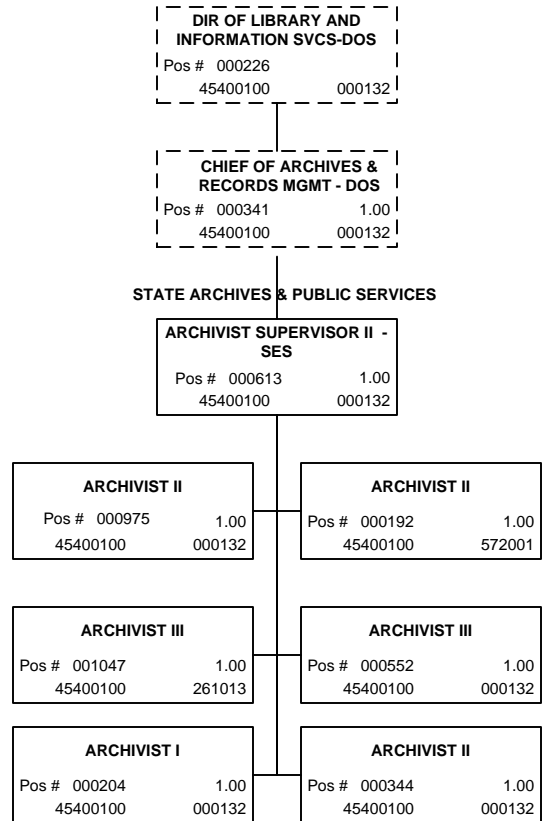 DIR OF LIBRARY AND
INFORMATION SVCS-DOS
Pos # 000226
45400100 000132
CHIEF OF ARCHIVES &
RECORDS MGMT - DOS
Pos # 000341 1.00
45400100 000132
STATE ARCHIVES & PUBLIC SERVICES
ARCHIVIST SUPERVISOR II -
SES
Pos # 000613 1.00
45400100 000132
ARCHIVIST II
Pos # 000975 1.00
45400100 000132
ARCHIVIST II
Pos # 000192 1.00
45400100 572001
ARCHIVIST III
Pos # 001047 1.00
45400100 261013
ARCHIVIST III
Pos # 000552 1.00
45400100 000132
ARCHIVIST I
Pos # 000204 1.00
45400100 000132
ARCHIVIST II
Pos # 000344 1.00
45400100 000132